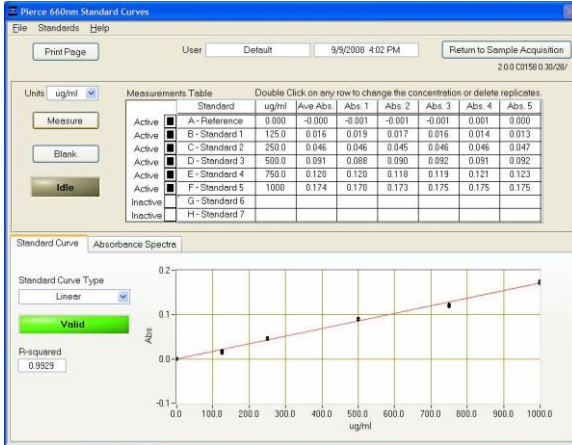 Pierce 660nm Standard Curves
File Standards Help
Print Page User Default 9/9/2008 4:02 PM Return to Sample Acquisition
2.0.0 C0158 0.30/28/
Units ug/ml Measurements Table Double Click on any row to change the concentration or delete replicates.
Standard ug/ml Ave Abs. Abs. 1 Abs. 2 Abs. 3 Abs. 4 Abs. 5
Measure Active A - Reference 0.000 -0.000 -0.001 -0.001 -0.001 0.001 0.000
Active B - Standard 1 125.0 0.016 0.019 0.017 0.016 0.014 0.013
Blank Active C - Standard 2 250.0 0.046 0.046 0.045 0.046 0.046 0.047
Active D - Standard 3 500.0 0.091 0.088 0.090 0.092 0.091 0.092
Idle Active E - Standard 4 750.0 0.120 0.120 0.118 0.119 0.121 0.123
Active F - Standard 5 1000 0.174 0.170 0.173 0.175 0.175 0.175
Inactive G - Standard 6
Inactive H - Standard 7
Standard Curve Absorbance Spectra
Standard Curve Type
Linear
Valid
R-squared
0.9929
0.2
0.1
0.0
-0.1
Abs
0.0 100.0 200.0 300.0 400.0 500.0 600.0 700.0 800.0 900.0 1000.0
ug/ml